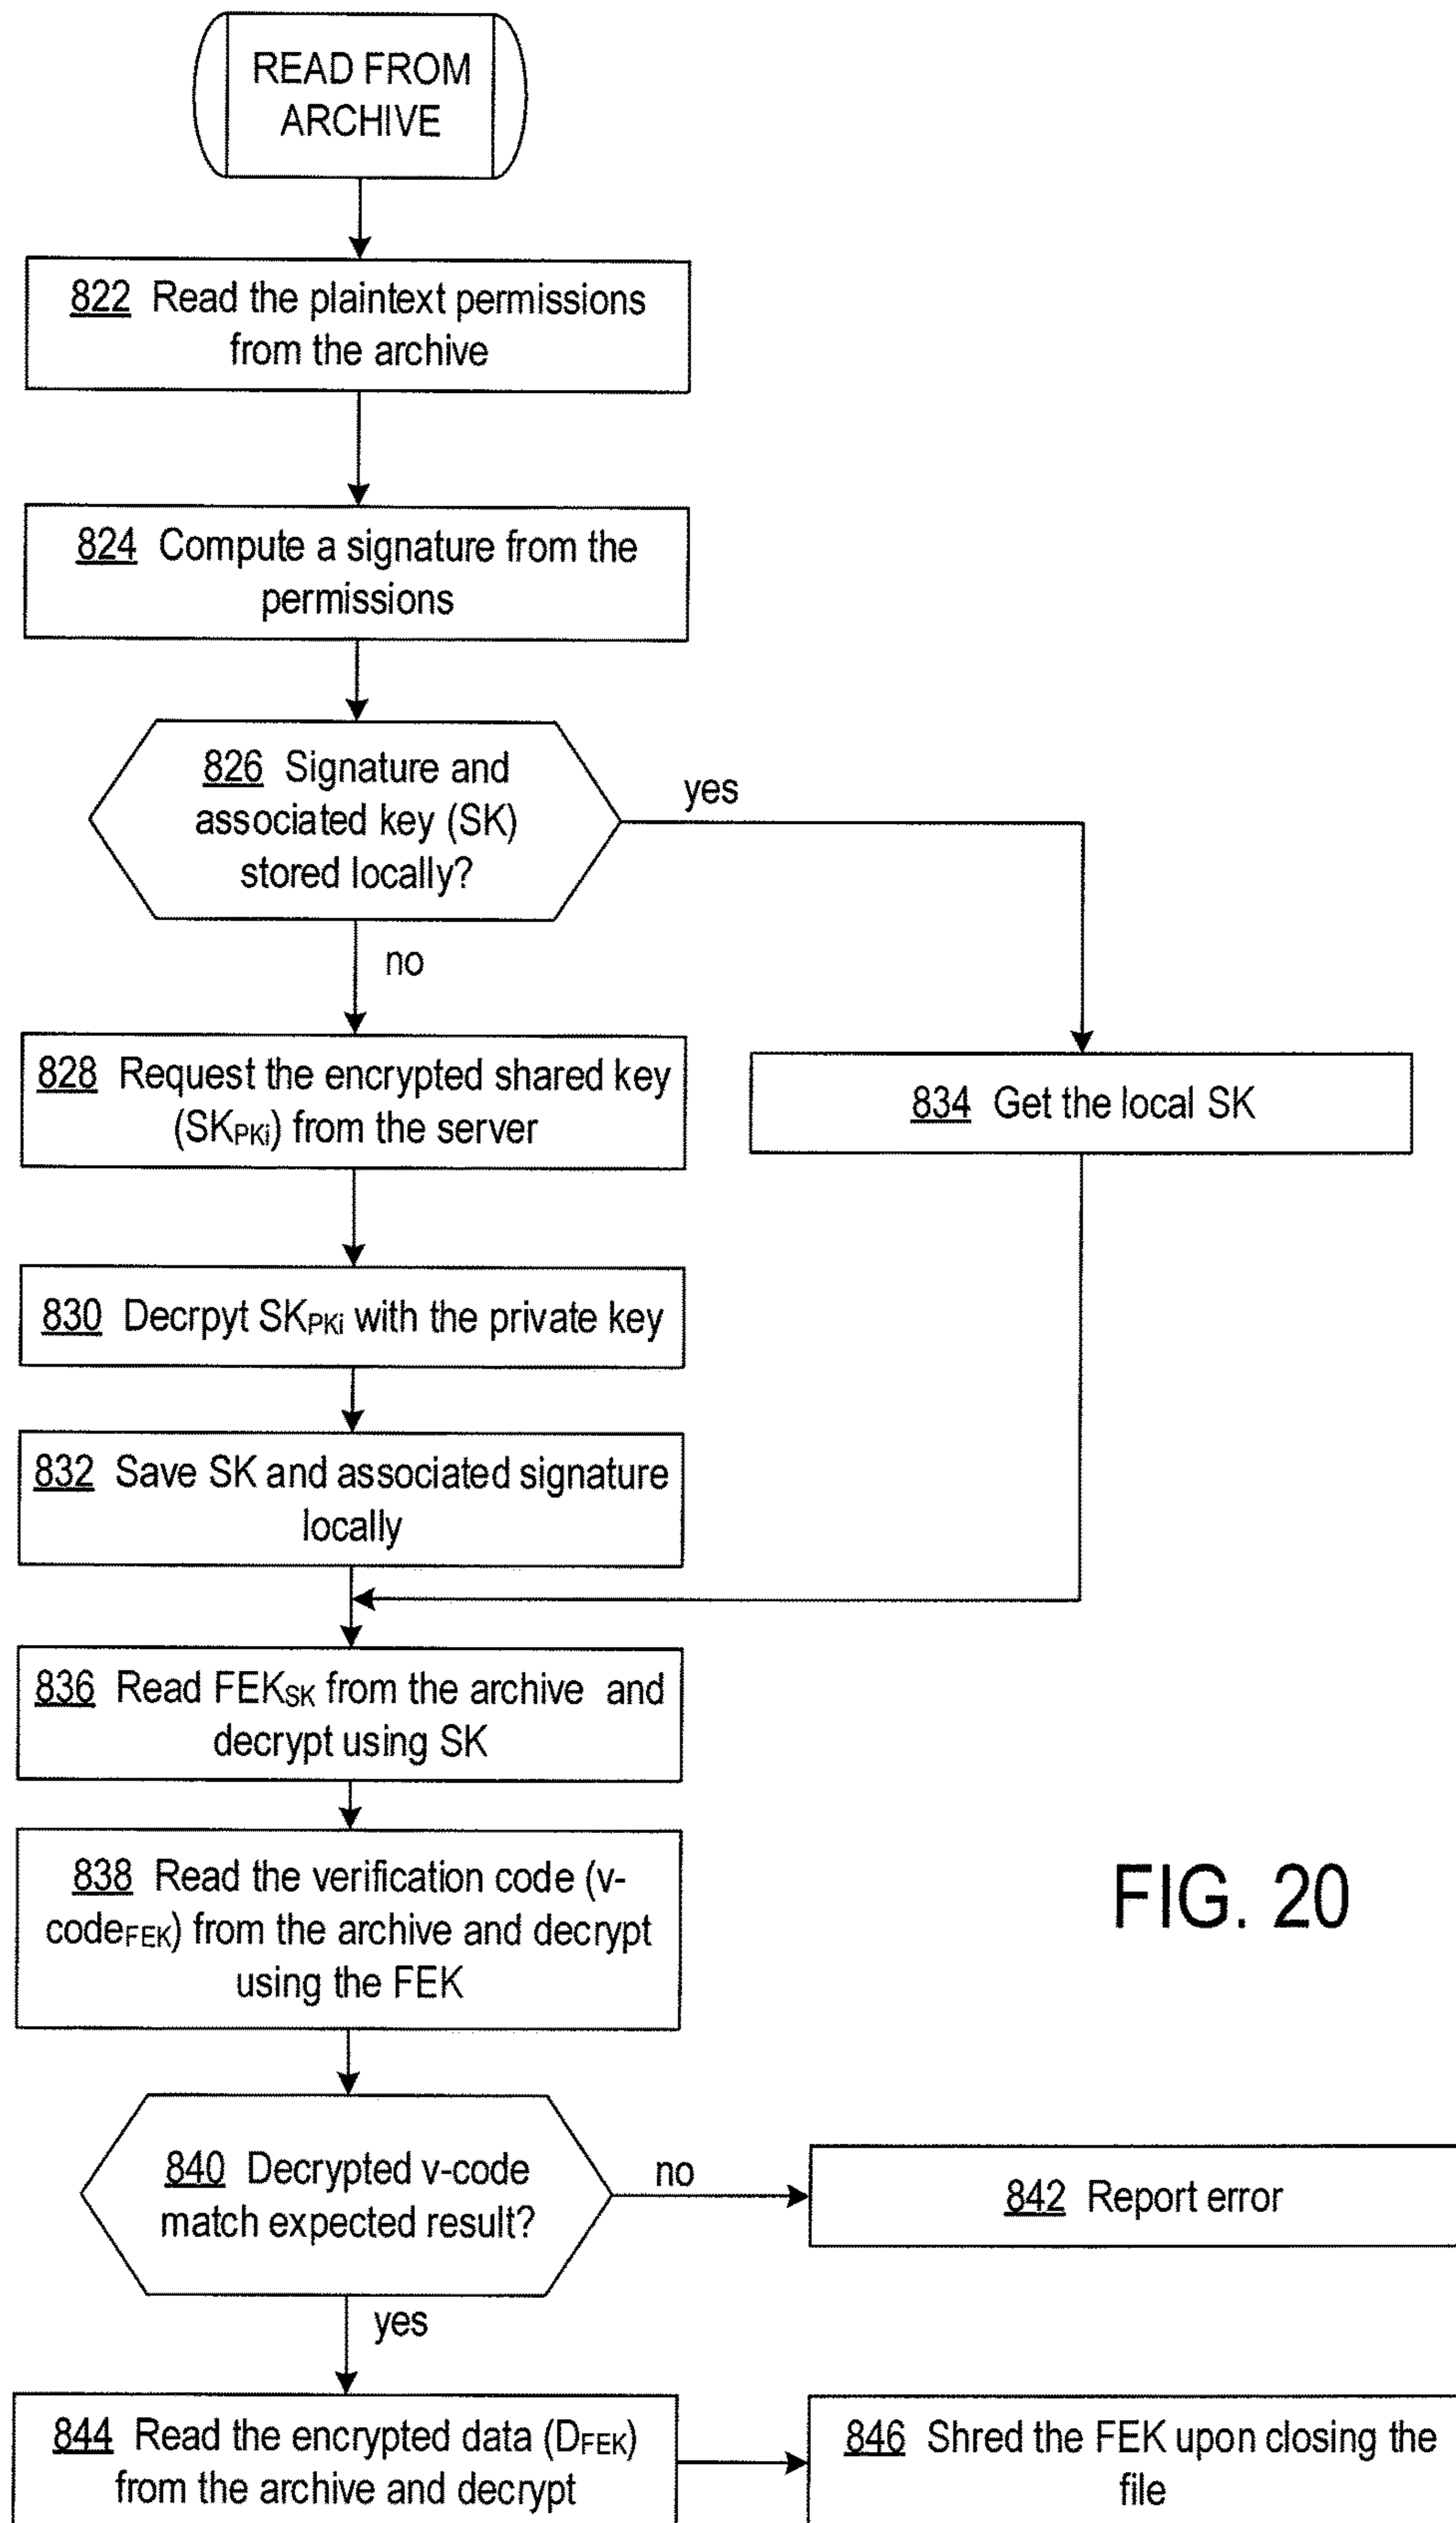 READ FROM
ARCHIVE
822 Read the plaintext permissions
from the archive
824 Compute a signature from the
permissions
826 Signature and
associated key (SK)
stored locally?
yes
no
828 Request the encrypted shared key
(SKPKi) from the server
834 Get the local SK
830 Decrpyt SKPKi with the private key
832 Save SK and associated signature
locally
836 Read FEKSK from the archive and
decrypt using SK
838 Read the verification code (v-
codeFEK) from the archive and decrypt
using the FEK
FIG. 20
840 Decrypted v-code
match expected result?
no
842 Report error
yes
844 Read the encrypted data (DFEK)
from the archive and decrypt
846 Shred the FEK upon closing the
file